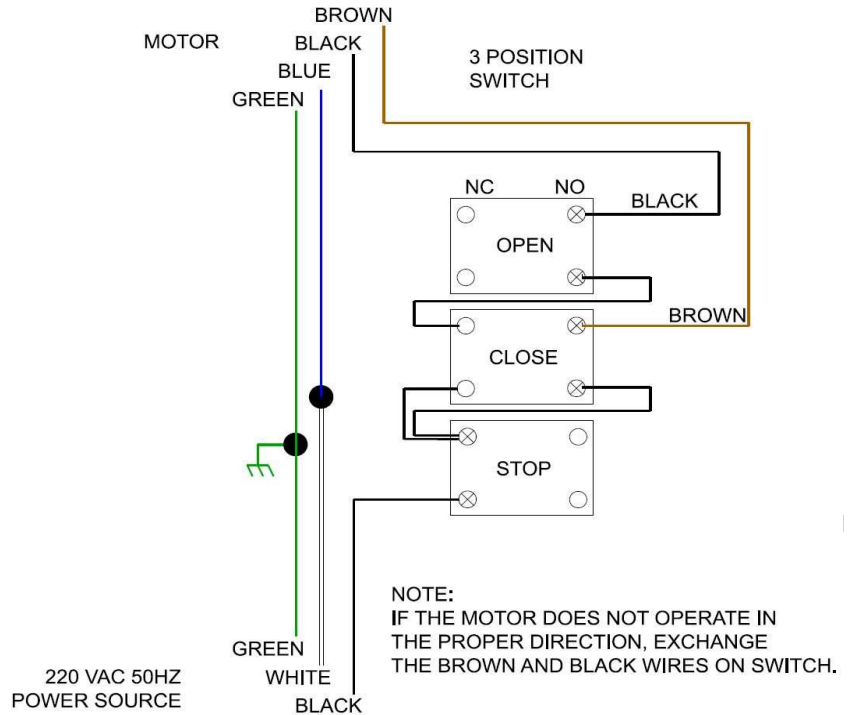 BROWN
MOTOR
BLACK
BLUE
GREEN
3 POSITION
SWITCH
NC
NO
BLACK
OPEN
BROWN
CLOSE
STOP
NOTE:
IF THE MOTOR DOES NOT OPERATE IN
THE PROPER DIRECTION, EXCHANGE
THE BROWN AND BLACK WIRES ON SWITCH.
GREEN
WHITE
BLACK
220 VAC 50HZ
POWER SOURCE